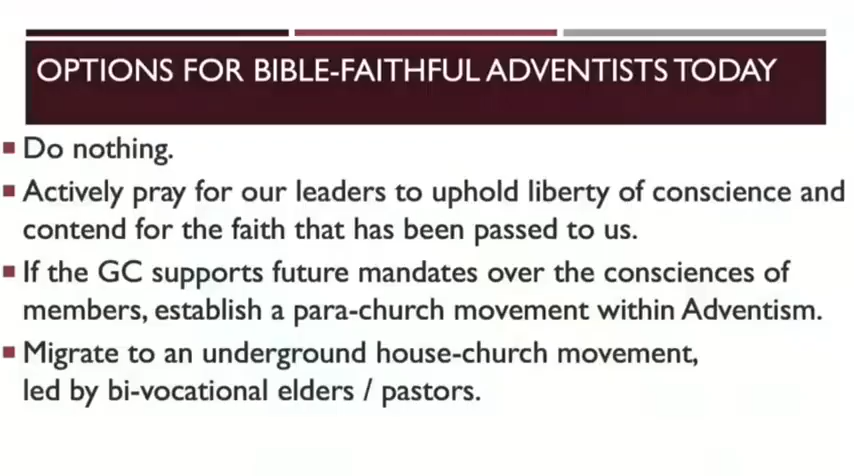 OPTIONS FOR BIBLE-FAITHFUL ADVENTISTS TODAY
▪ Do nothing.
▪ Actively pray for our leaders to uphold liberty of conscience and
contend for the faith that has been passed to us.
▪ If the GC supports future mandates over the consciences of
members, establish a para-church movement within Adventism.
▪ Migrate to an underground house-church movement,
led by bi-vocational elders / pastors.